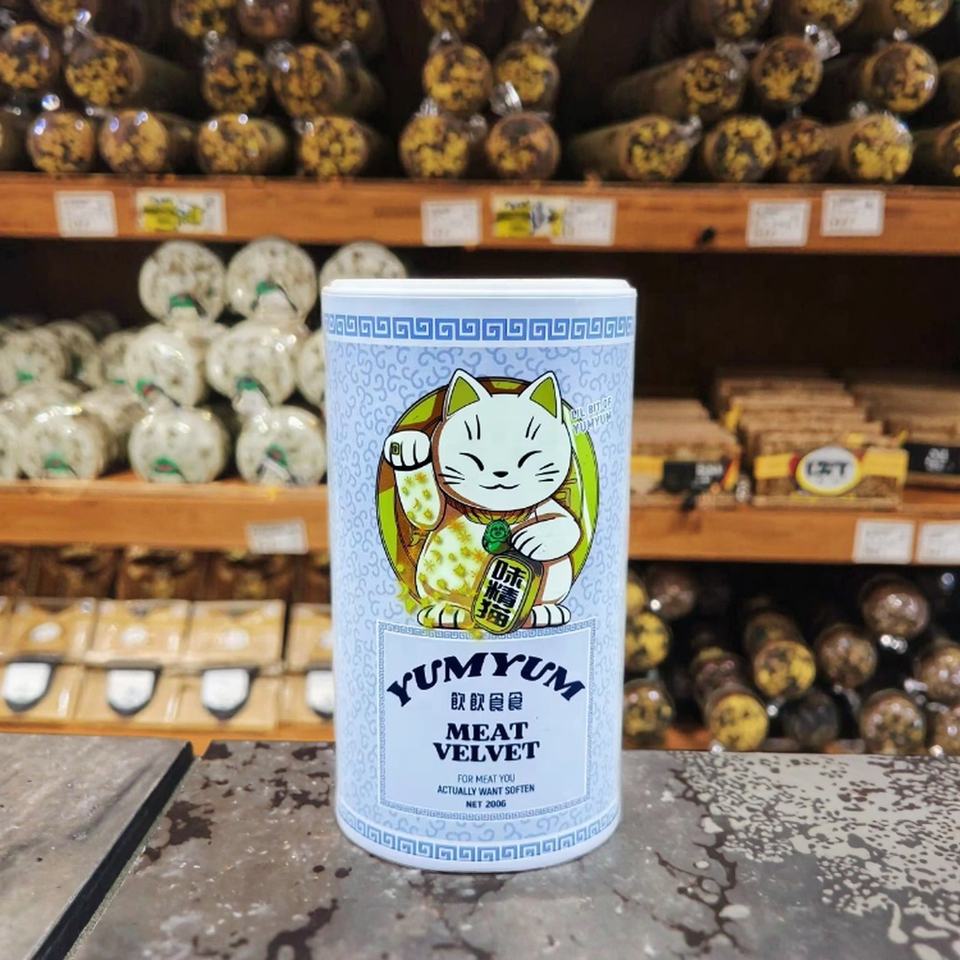 LIL BIT OF
YUMYUM
味精猫
YUMYUM
飲飲食食
MEAT
VELVET
FOR MEAT YOU
ACTUALLY WANT SOFTEN
NET 200G